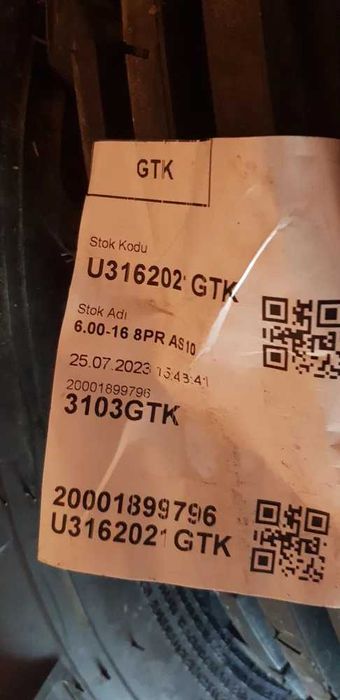 GTK
Stok Kodu
U3162021 GTK
Stok Adı
6.00-16 8PR AS10
25.07.2023 15:43:41
20001899796
3103GTK
20001899796
U3162021 GTK